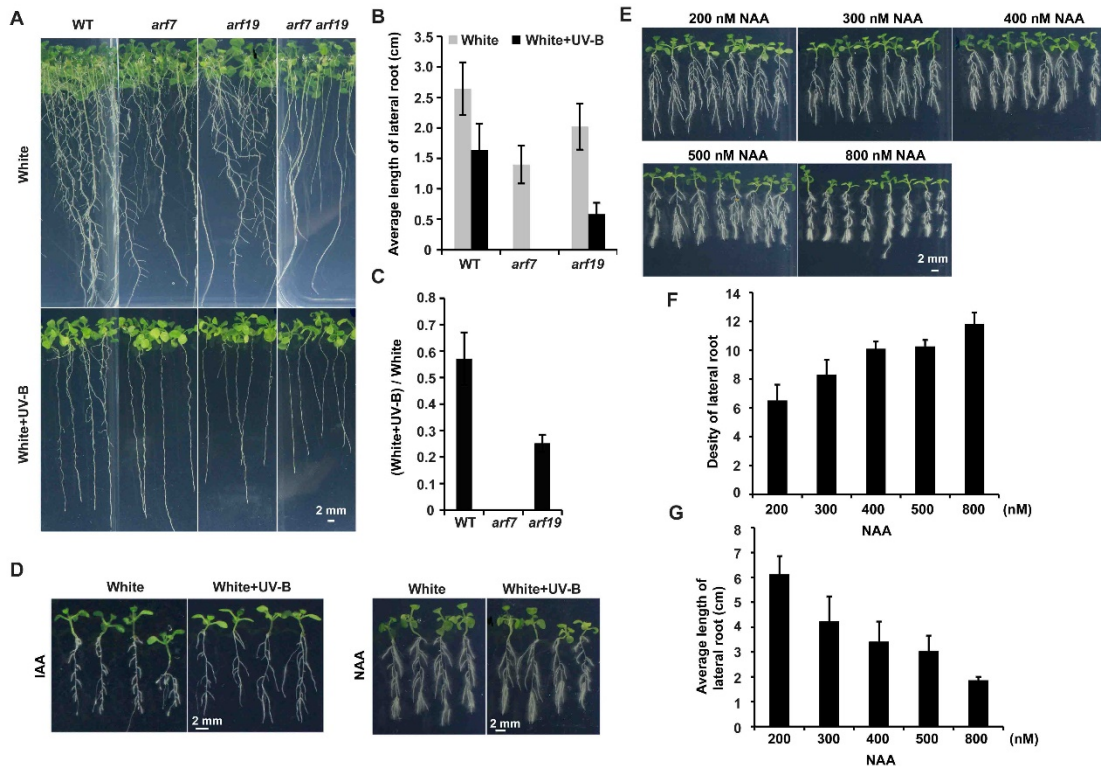 A
WT arf7 arf19 arf7 arf19
White
White+UV-B
2 mm
B
White White+UV-B
Average length of lateral root (cm)
3.5
3.0
2.5
2.0
1.5
1.0
0.5
0
WT arf7 arf19
C
(White+UV-B) / White
0.8
0.7
0.6
0.5
0.4
0.3
0.2
0.1
0
WT arf7 arf19
D
White White+UV-B White White+UV-B
IAA
2 mm
NAA
2 mm
E
200 nM NAA 300 nM NAA 400 nM NAA
500 nM NAA 800 nM NAA
2 mm
F
Desity of lateral root
14
12
10
8
6
4
2
0
200 300 400 500 800 (nM)
NAA
G
Average length of
lateral root (cm)
8
7
6
5
4
3
2
1
0
200 300 400 500 800 (nM)
NAA